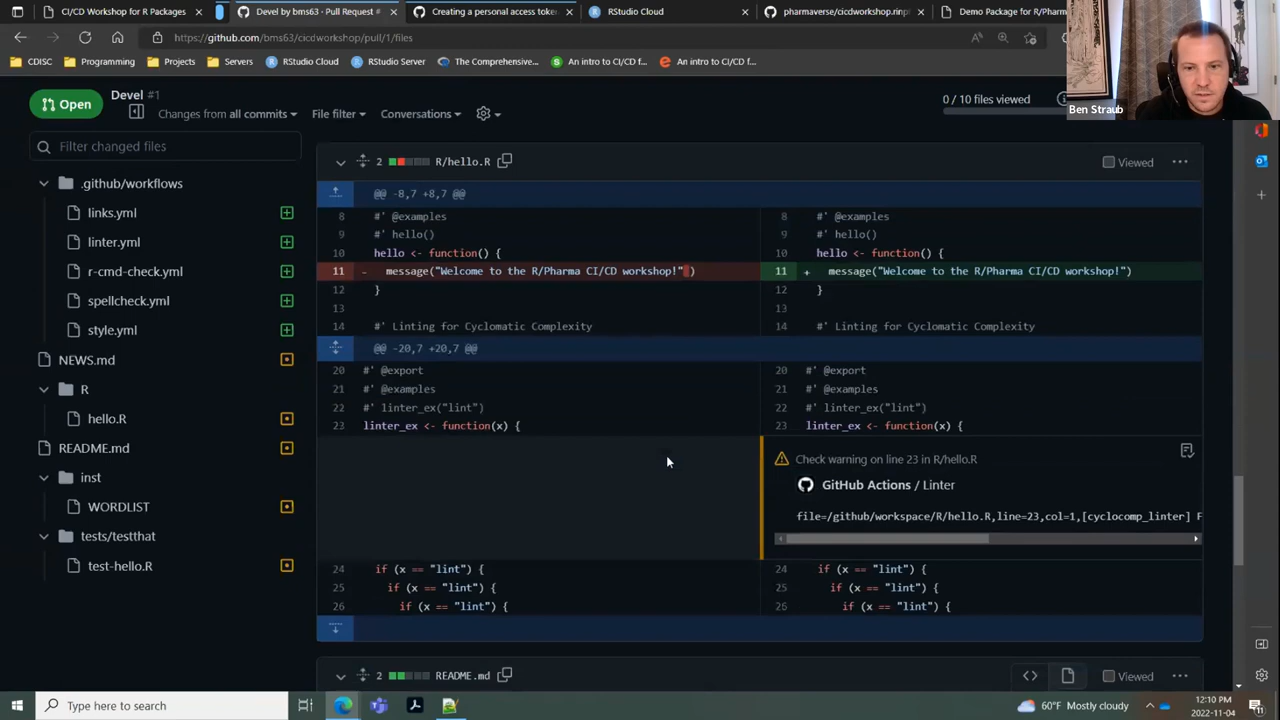 CI/CD Workshop for R Packages
Devel by bms63 · Pull Request #
Creating a personal access token
RStudio Cloud
pharmaverse/cicdworkshop.rinph
Demo Package for R/Pharm
https://github.com/bms63/cicdworkshop/pull/1/files
CDISC
Programming
Projects
Servers
RStudio Cloud
RStudio Server
The Comprehensive...
An intro to CI/CD f...
An intro to CI/CD f...
Ben Straub
Open
Devel #1
Changes from all commits
File filter
Conversations
0 / 10 files viewed
Filter changed files
.github/workflows
links.yml
linter.yml
r-cmd-check.yml
spellcheck.yml
style.yml
NEWS.md
R
hello.R
README.md
inst
WORDLIST
tests/testthat
test-hello.R
2 R/hello.R
Viewed
@@ -8,7 +8,7 @@
8 #' @examples
9 #' hello()
10 hello <- function() {
11 - message("Welcome to the R/Pharma CI/CD workshop!" )
12 }
13
14 #' Linting for Cyclomatic Complexity
@@ -20,7 +20,7 @@
20 #' @export
21 #' @examples
22 #' linter_ex("lint")
23 linter_ex <- function(x) {
24 if (x == "lint") {
25 if (x == "lint") {
26 if (x == "lint") {
8 #' @examples
9 #' hello()
10 hello <- function() {
11 + message("Welcome to the R/Pharma CI/CD workshop!")
12 }
13
14 #' Linting for Cyclomatic Complexity
20 #' @export
21 #' @examples
22 #' linter_ex("lint")
23 linter_ex <- function(x) {
Check warning on line 23 in R/hello.R
GitHub Actions / Linter
file=/github/workspace/R/hello.R,line=23,col=1,[cyclocomp_linter] F
24 if (x == "lint") {
25 if (x == "lint") {
26 if (x == "lint") {
2 README.md
Viewed
Type here to search
60°F Mostly cloudy
12:10 PM
2022-11-04
11